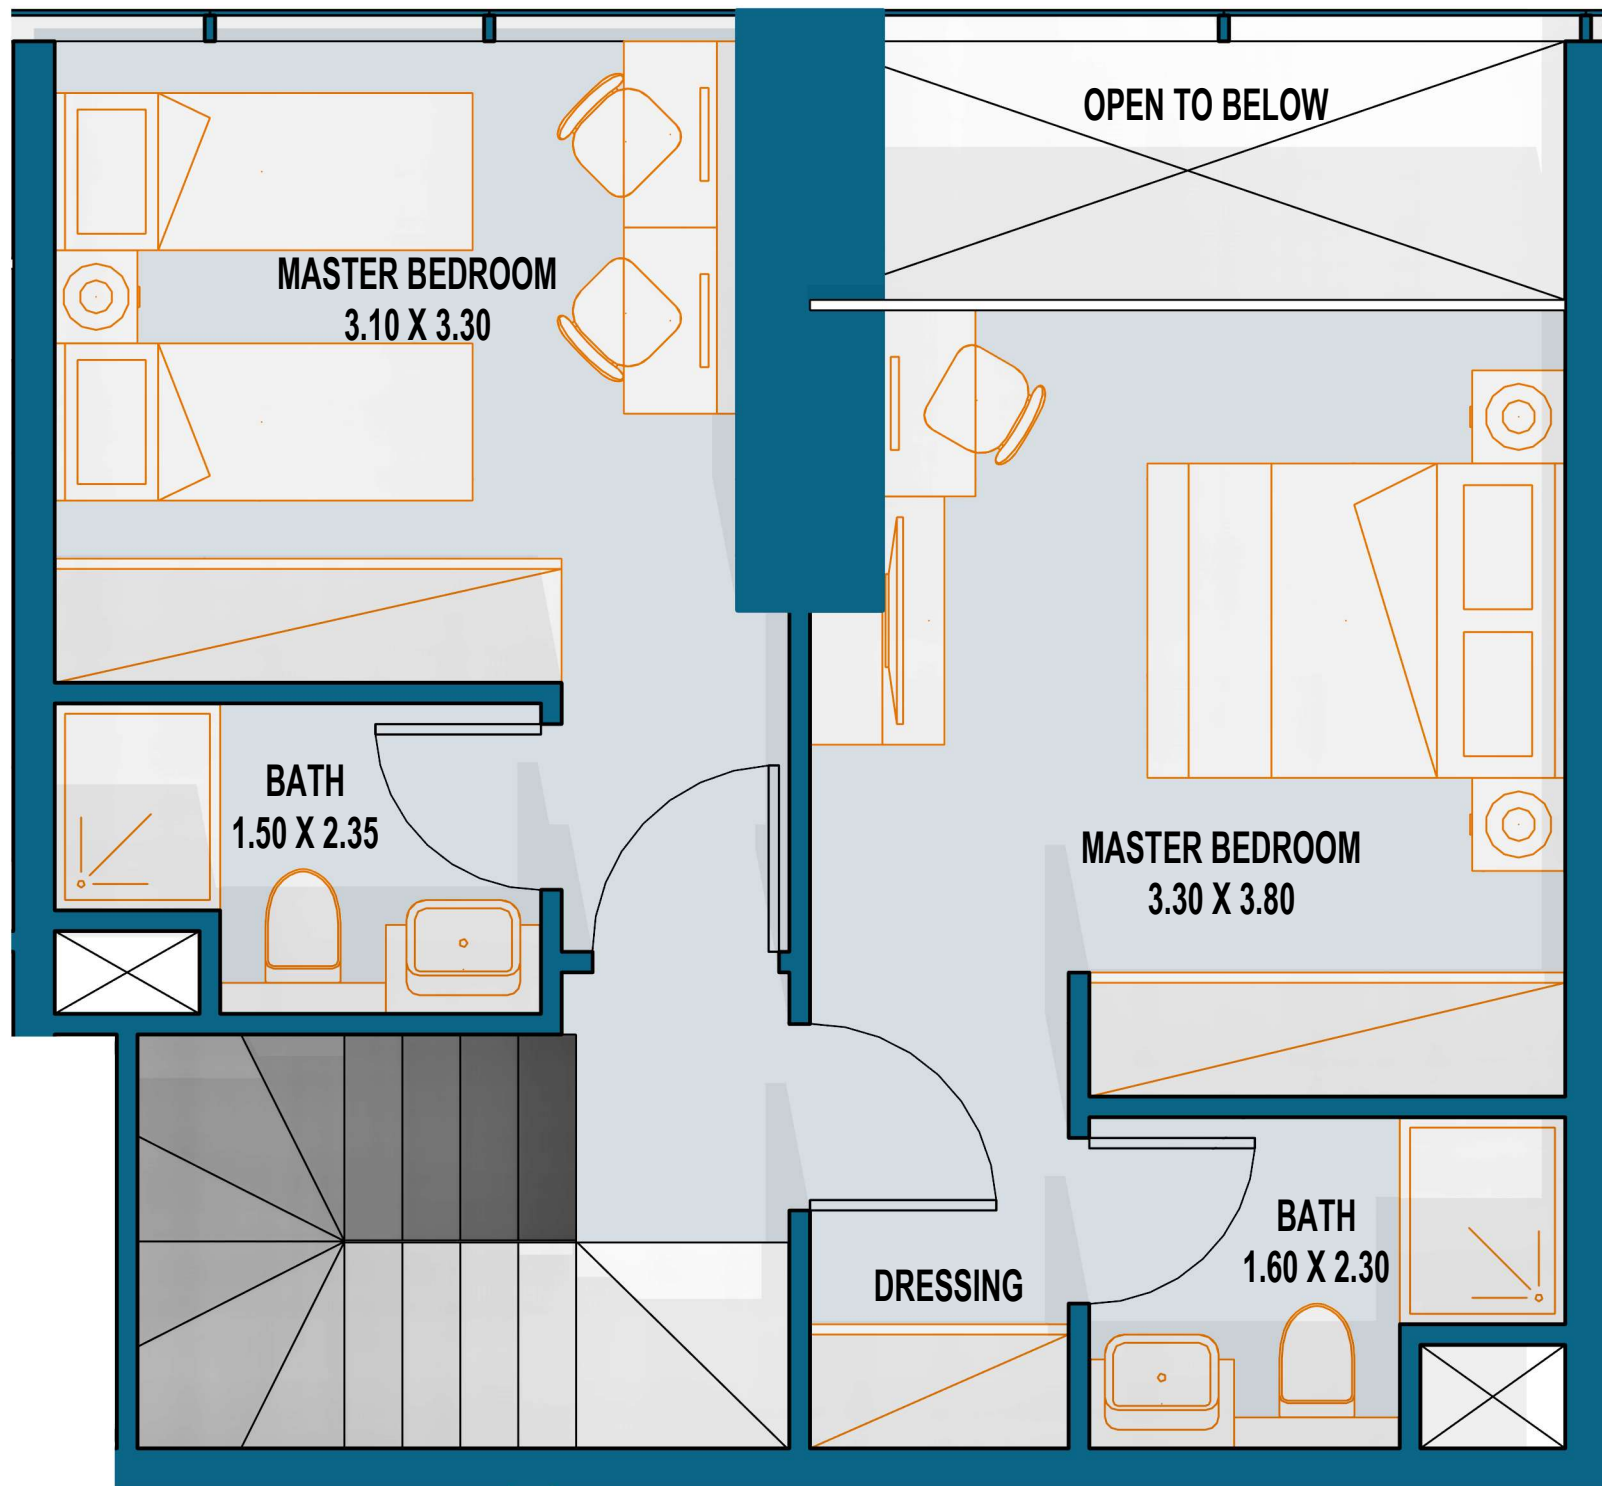 OPEN TO BELOW
MASTER BEDROOM
3.10 X 3.30
BATH
1.50 X 2.35
MASTER BEDROOM
3.30 X 3.80
BATH
1.60 X 2.30
DRESSING